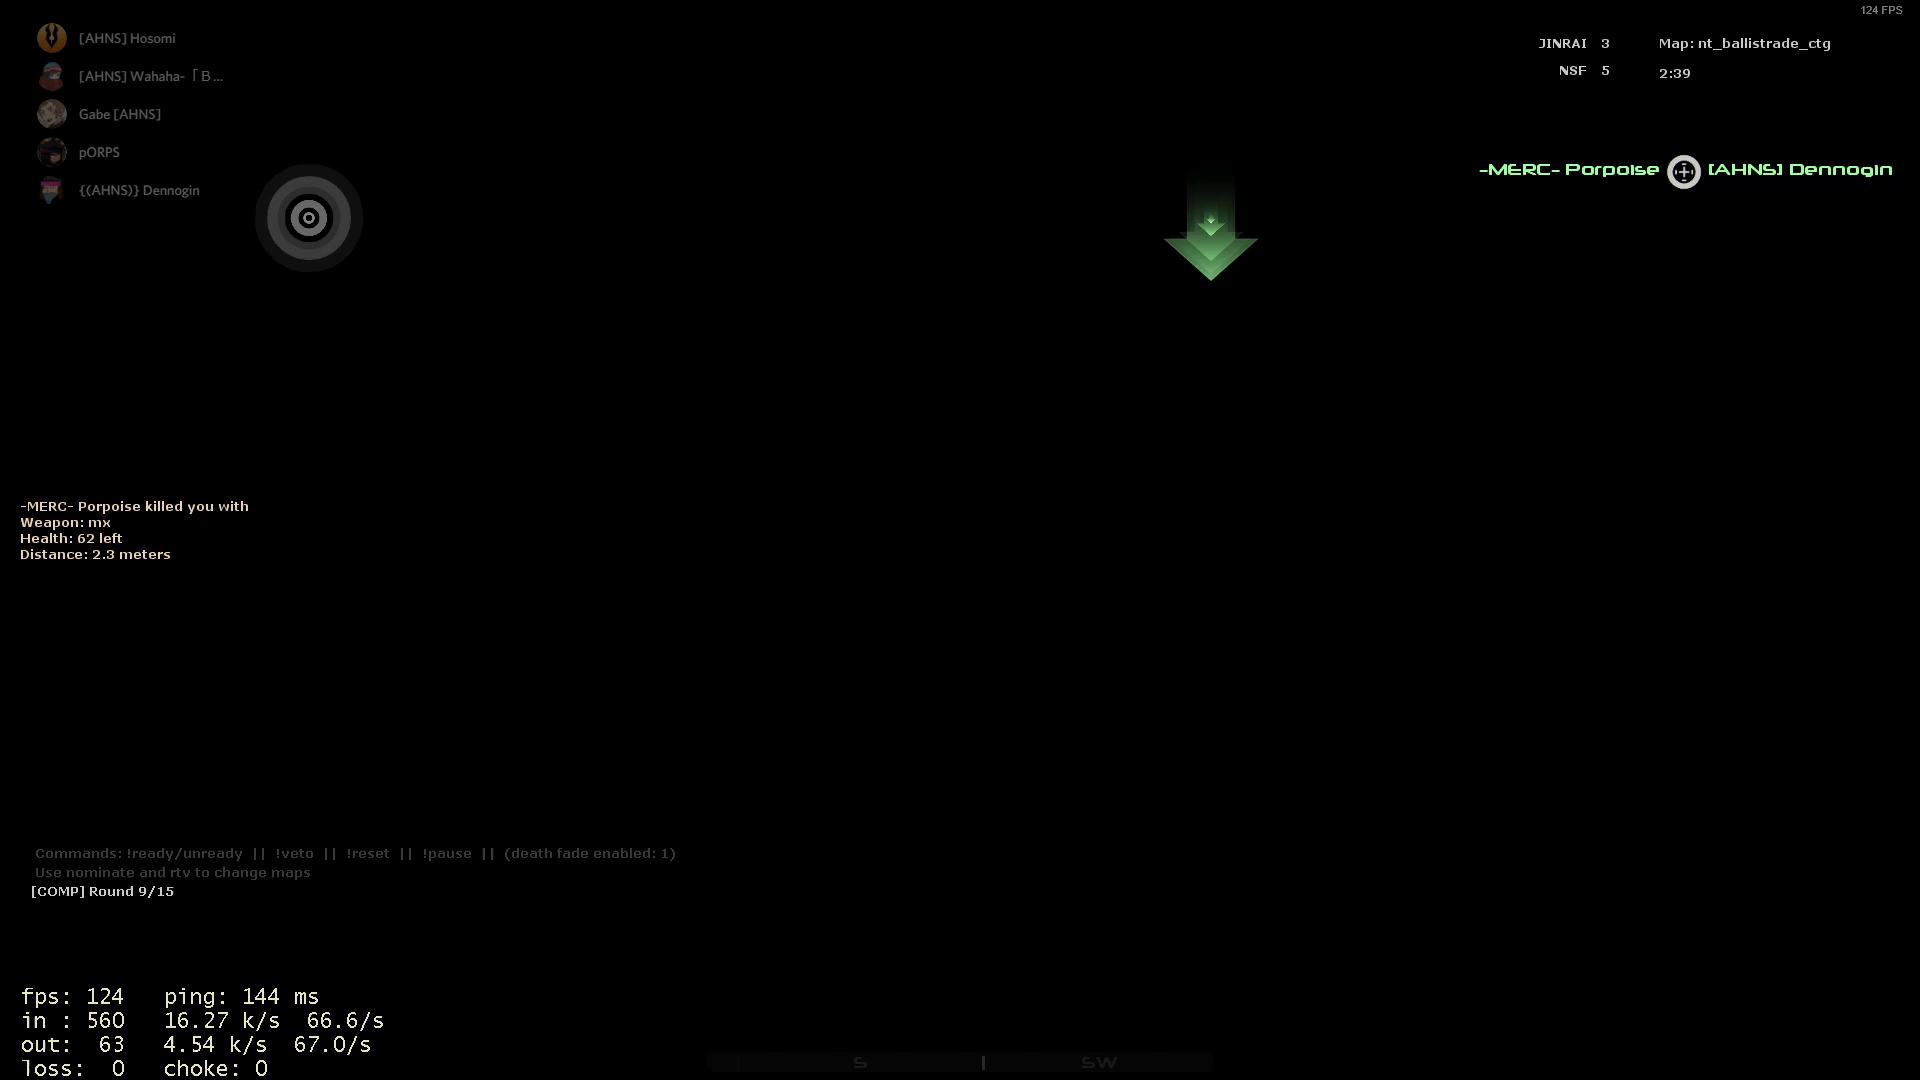 124 FPS
[AHNS] Hosomi
[AHNS] Wahaha-「B...
Gabe [AHNS]
pORPS
{(AHNS)} Dennogin
JINRAI 3 Map: nt_ballistrade_ctg
NSF 5 2:39
-MERC- Porpoise [AHNS] Dennogin
-MERC- Porpoise killed you with
Weapon: mx
Health: 62 left
Distance: 2.3 meters
Commands: !ready/unready || !veto || !reset || !pause || (death fade enabled: 1)
Use nominate and rtv to change maps
[COMP] Round 9/15
fps: 124 ping: 144 ms
in : 560 16.27 k/s 66.6/s
out: 63 4.54 k/s 67.0/s
loss: 0 choke: 0
S | SW